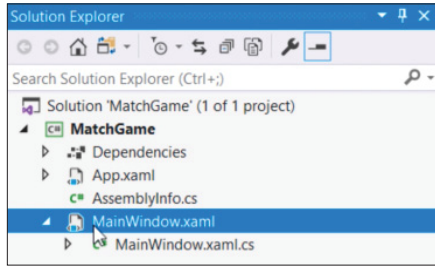 Solution Explorer
Search Solution Explorer (Ctrl+;)
Solution 'MatchGame' (1 of 1 project)
C# MatchGame
Dependencies
App.xaml
C# AssemblyInfo.cs
MainWindow.xaml
MainWindow.xaml.cs